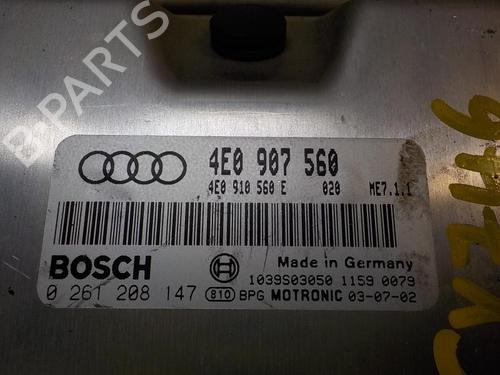 B-PARTS
4E0 907 560
4E0 910 560 E 020 ME7.1.1
BOSCH
Made in Germany
1039S03050 1159 0079
0 261 208 147 810 BPG MOTRONIC 03-07-02